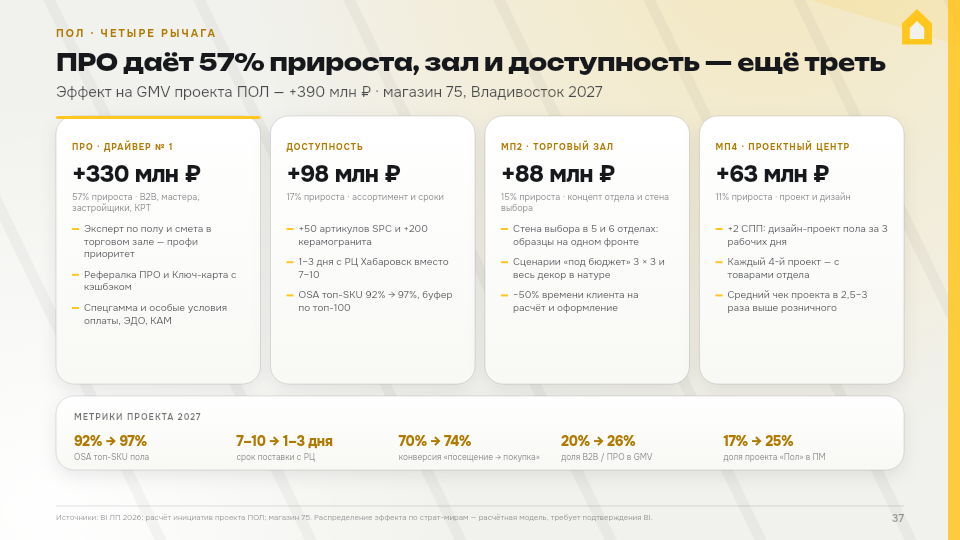 ПОЛ · ЧЕТЫРЕ РЫЧАГА
ПРО даёт 57% прироста, зал и доступность — ещё треть
Эффект на GMV проекта ПОЛ — +390 млн ₽ · магазин 75, Владивосток 2027
ПРО · ДРАЙВЕР № 1
+330 млн ₽
57% прироста · B2B, мастера,
застройщики, КРТ
Эксперт по полу и смета в
торговом зале — профи
приоритет
Рефералка ПРО и Ключ-карта с
кэшбэком
Спецгамма и особые условия
оплаты, ЭДО, КАМ
ДОСТУПНОСТЬ
+98 млн ₽
17% прироста · ассортимент и сроки
+50 артикулов SPC и +200
керамогранита
1–3 дня с РЦ Хабаровск вместо
7–10
OSA топ-SKU 92% → 97%, буфер
по топ-100
МП2 · ТОРГОВЫЙ ЗАЛ
+88 млн ₽
15% прироста · концепт отдела и стена
выбора
Стена выбора в 5 и 6 отделах:
образцы на одном фронте
Сценарии «под бюджет» 3 × 3 и
весь декор в натуре
−50% времени клиента на
расчёт и оформление
МП4 · ПРОЕКТНЫЙ ЦЕНТР
+63 млн ₽
11% прироста · проект и дизайн
+2 СПП: дизайн-проект пола за 3
рабочих дня
Каждый 4-й проект — с
товарами отдела
Средний чек проекта в 2,5–3
раза выше розничного
МЕТРИКИ ПРОЕКТА 2027
92% → 97%
OSA топ-SKU пола
7–10 → 1–3 дня
срок поставки с РЦ
70% → 74%
конверсия «посещение → покупка»
20% → 26%
доля B2B / ПРО в GMV
17% → 25%
доля проекта «Пол» в ПМ
Источники: BI ПП 2026; расчёт инициатив проекта ПОЛ; магазин 75. Распределение эффекта по страт-мирам — расчётная модель, требует подтверждения BI.
37